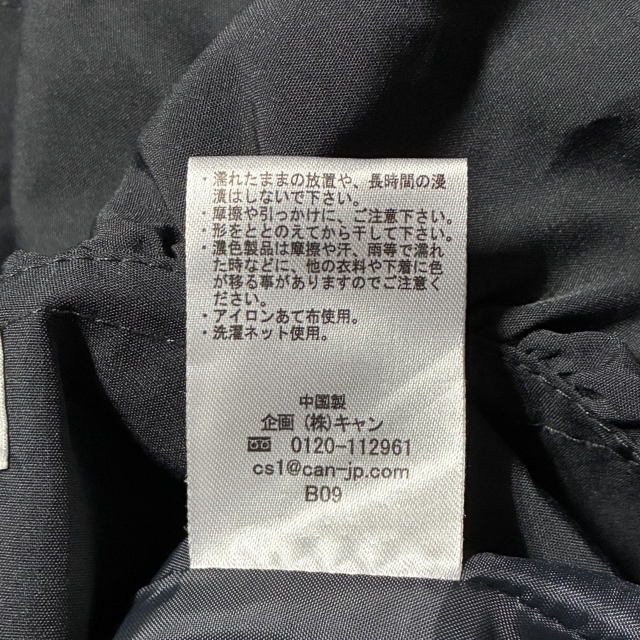 ・濡れたままの放置や、長時間の浸
漬はしないで下さい。
・摩擦や引っかけに、ご注意下さい。
・形をととのえてから干して下さい。
・濃色製品は摩擦や汗、雨等で濡れ
た時などに、他の衣料や下着に色
が移る事がありますのでご注意くだ
ださい。
・アイロンあて布使用。
・洗濯ネット使用。
中国製
企画 (株)キャン
0120-112961
cs1@can-jp.com
B09